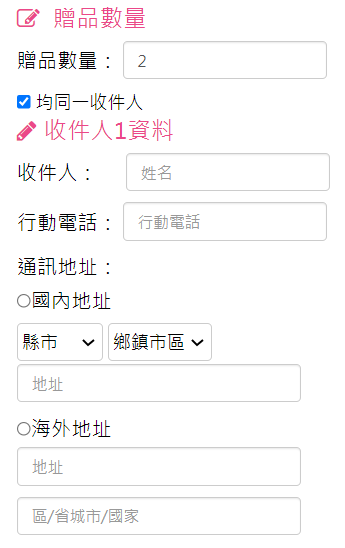 贈品數量
贈品數量： 2
均同一收件人
收件人1資料
收件人： 姓名
行動電話： 行動電話
通訊地址：
國內地址
縣市 鄉鎮市區
地址
海外地址
地址
區/省城市/國家